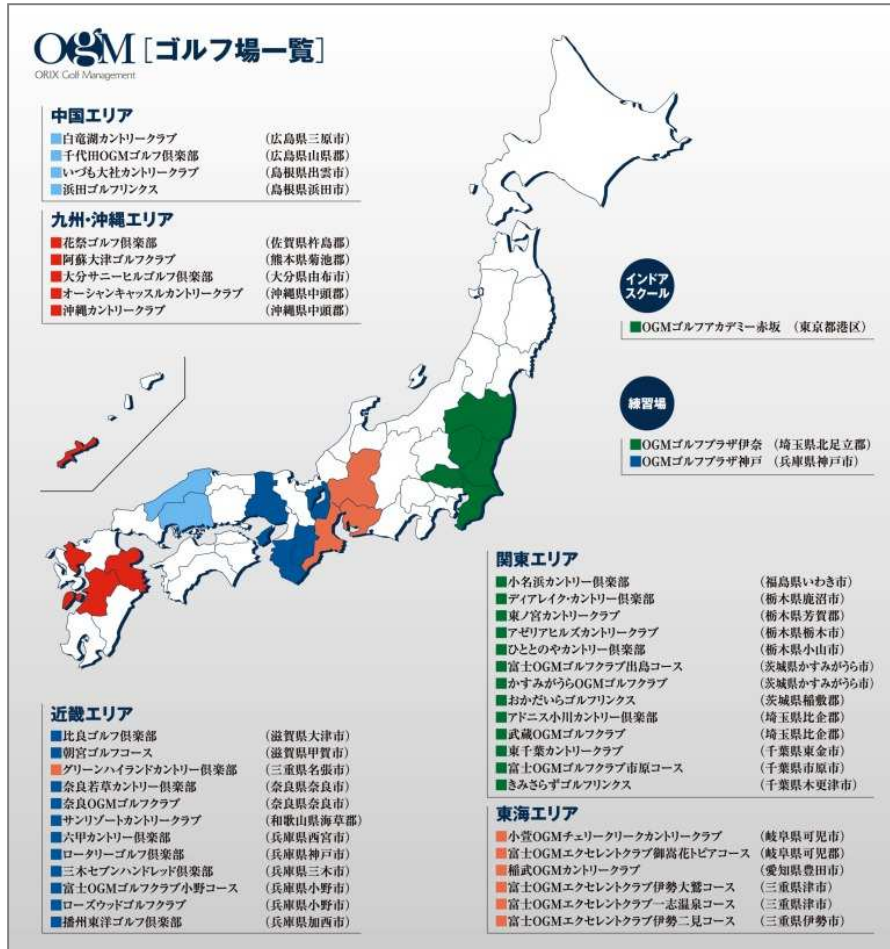 OgM [ゴルフ場一覧]
ORIX Golf Management
中国エリア
■白竜湖カントリークラブ （広島県三原市）
■千代田OGMゴルフ倶楽部 （広島県山県郡）
■いづも大社カントリークラブ （島根県出雲市）
■浜田ゴルフリンクス （島根県浜田市）
九州・沖縄エリア
■花祭ゴルフ倶楽部 （佐賀県杵島郡）
■阿蘇大津ゴルフクラブ （熊本県菊池郡）
■大分サニーヒルゴルフ倶楽部 （大分県由布市）
■オーシャンキャッスルカントリークラブ （沖縄県中頭郡）
■沖縄カントリークラブ （沖縄県中頭郡）
インドア
スクール
■OGMゴルフアカデミー赤坂 （東京都港区）
練習場
■OGMゴルフプラザ伊奈 （埼玉県北足立郡）
■OGMゴルフプラザ神戸 （兵庫県神戸市）
関東エリア
■小名浜カントリー倶楽部 （福島県いわき市）
■ディアレイク・カントリー倶楽部 （栃木県鹿沼市）
■東ノ宮カントリークラブ （栃木県芳賀郡）
■アゼリアヒルズカントリークラブ （栃木県栃木市）
■ひととのやカントリー倶楽部 （栃木県小山市）
■富士OGMゴルフクラブ出島コース （茨城県かすみがうら市）
■かすみがうらOGMゴルフクラブ （茨城県かすみがうら市）
■おかだいらゴルフリンクス （茨城県稲敷郡）
■アドニス小川カントリー倶楽部 （埼玉県比企郡）
■武蔵OGMゴルフクラブ （埼玉県比企郡）
■東千葉カントリークラブ （千葉県東金市）
■富士OGMゴルフクラブ市原コース （千葉県市原市）
■きみさらずゴルフリンクス （千葉県木更津市）
近畿エリア
■比良ゴルフ倶楽部 （滋賀県大津市）
■朝宮ゴルフコース （滋賀県甲賀市）
■グリーンハイランドカントリー倶楽部 （三重県名張市）
■奈良若草カントリー倶楽部 （奈良県奈良市）
■奈良OGMゴルフクラブ （奈良県奈良市）
■サンリゾートカントリークラブ （和歌山県海草郡）
■六甲カントリー倶楽部 （兵庫県西宮市）
■ロータリーゴルフ倶楽部 （兵庫県神戸市）
■三木セブンハンドレッド倶楽部 （兵庫県三木市）
■富士OGMゴルフクラブ小野コース （兵庫県小野市）
■ローズウッドゴルフクラブ （兵庫県小野市）
■播州東洋ゴルフ倶楽部 （兵庫県加西市）
東海エリア
■小萱OGMチェリークリークカントリークラブ （岐阜県可児市）
■富士OGMエクセレントクラブ御嵩花トピアコース （岐阜県可児郡）
■稲武OGMカントリークラブ （愛知県豊田市）
■富士OGMエクセレントクラブ伊勢大鷲コース （三重県津市）
■富士OGMエクセレントクラブ一志温泉コース （三重県津市）
■富士OGMエクセレントクラブ伊勢二見コース （三重県伊勢市）